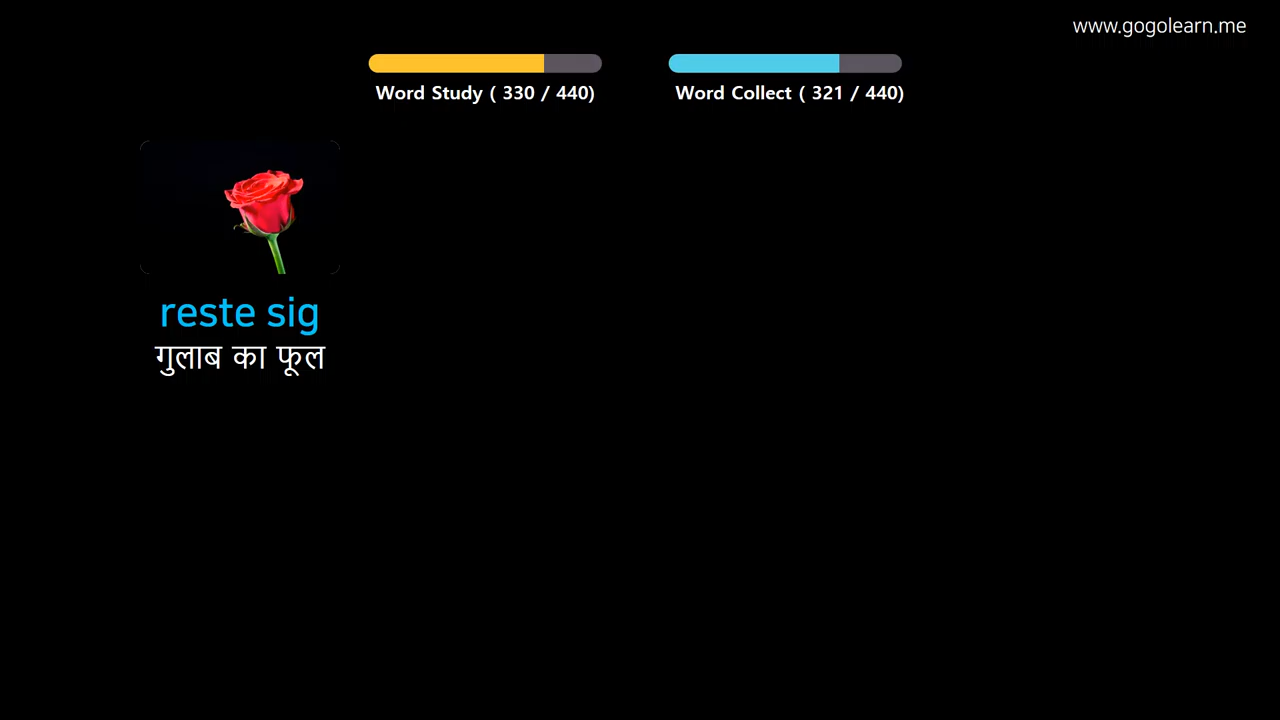 www.gogolearn.me
Word Study ( 330 / 440)
Word Collect ( 321 / 440)
reste sig
गुलाब का फूल